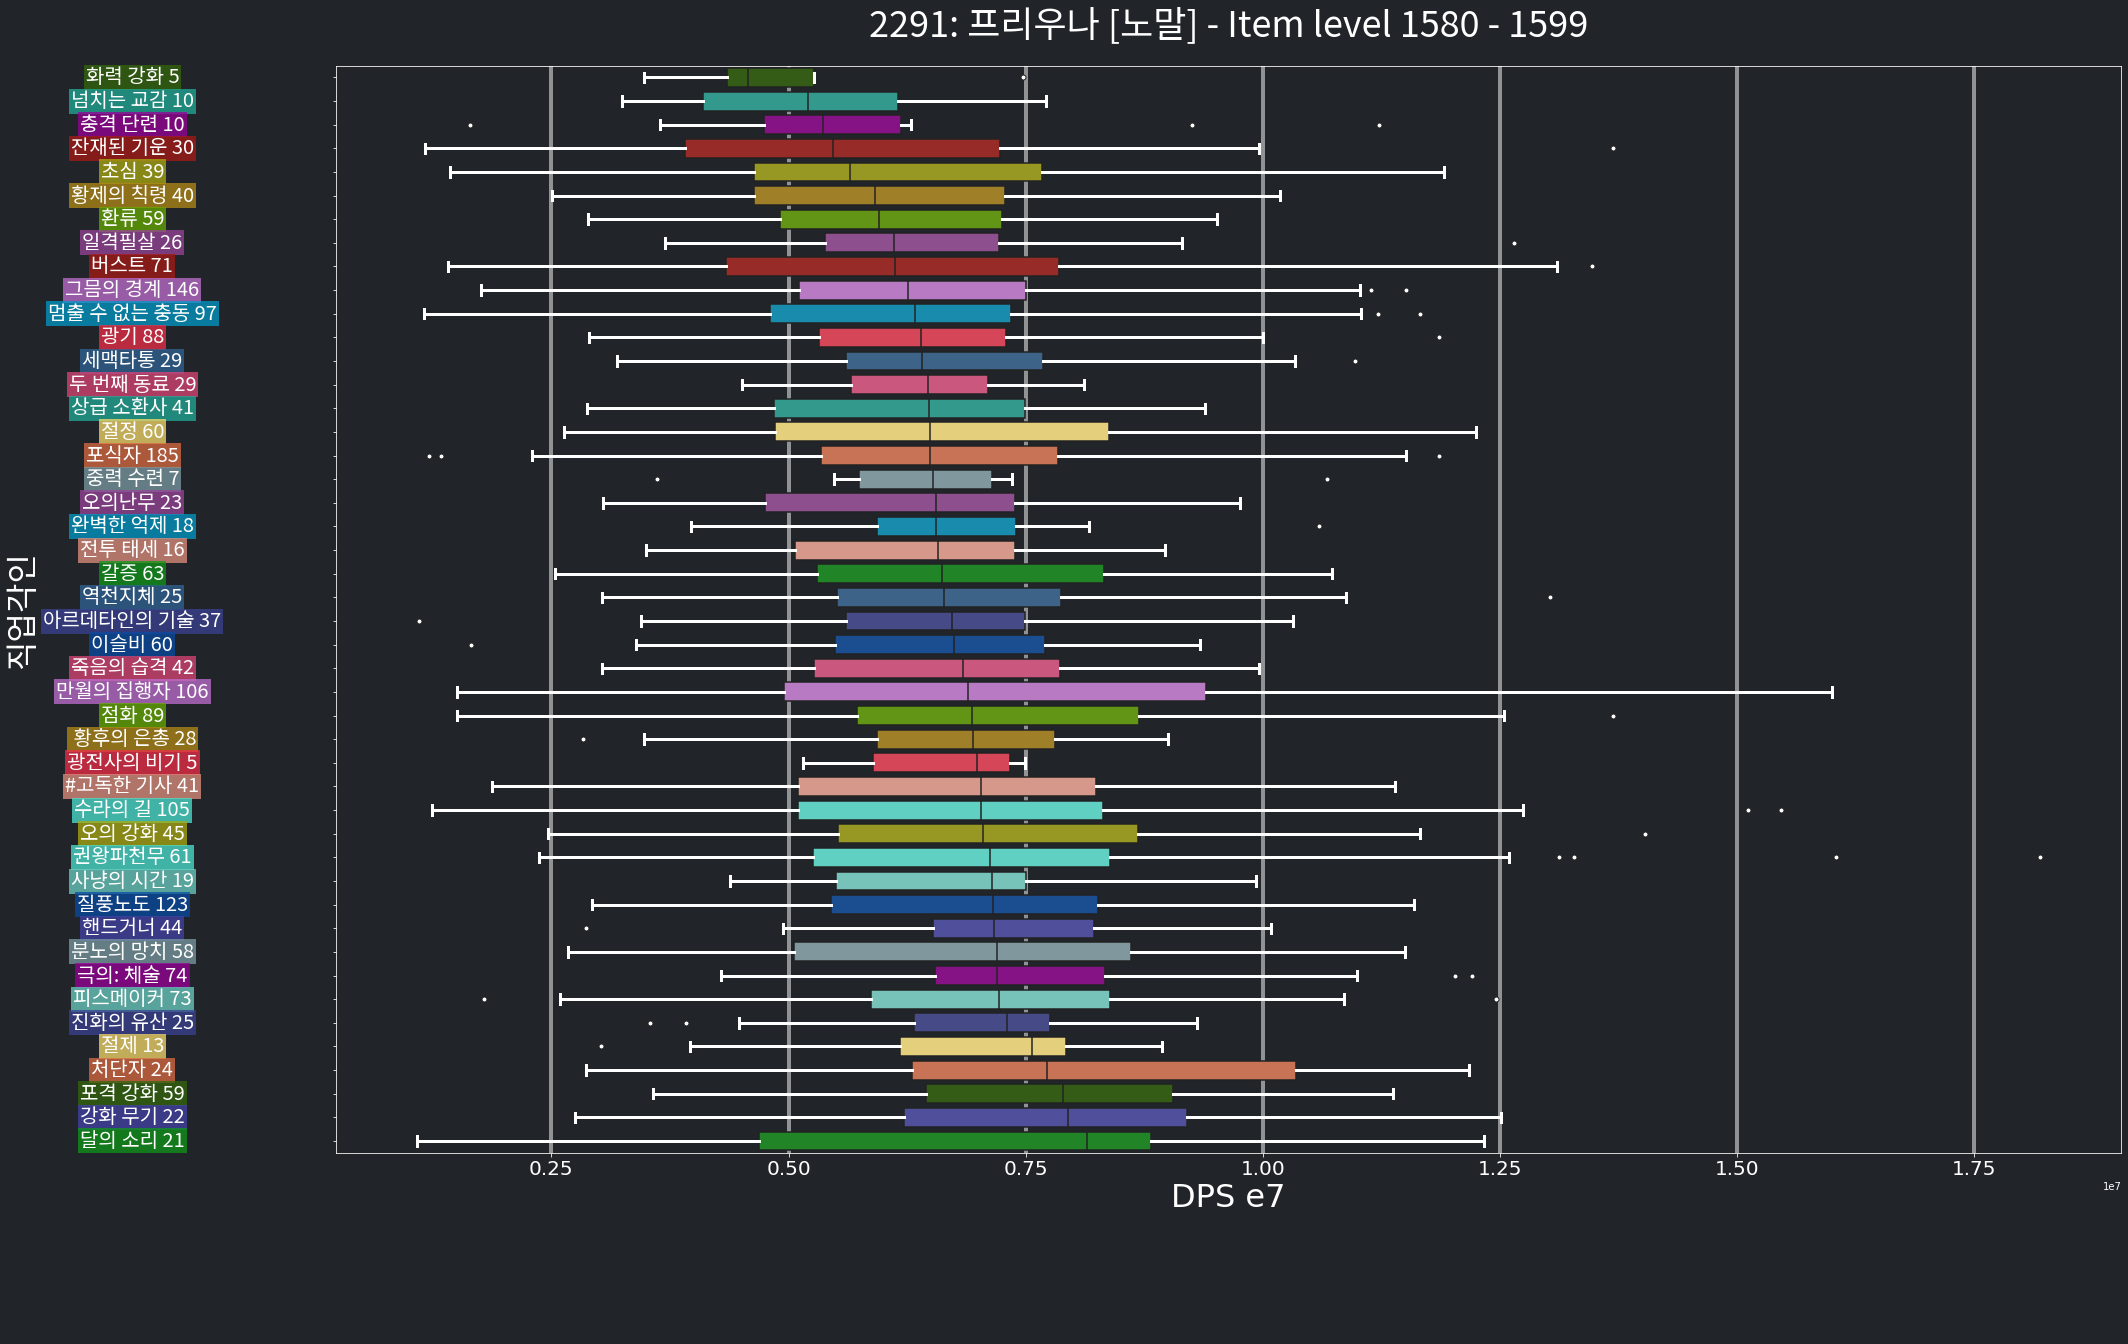 2291: 프리우나 [노말] - Item level 1580 - 1599
화력 강화 5
넘치는 교감 10
충격 단련 10
잔재된 기운 30
초심 39
황제의 칙령 40
환류 59
일격필살 26
버스트 71
그믐의 경계 146
멈출 수 없는 충동 97
광기 88
세맥타통 29
두 번째 동료 29
상급 소환사 41
절정 60
포식자 185
중력 수련 7
오의난무 23
완벽한 억제 18
전투 태세 16
갈증 63
역천지체 25
아르데타인의 기술 37
이슬비 60
죽음의 습격 42
만월의 집행자 106
점화 89
황후의 은총 28
광전사의 비기 5
#고독한 기사 41
수라의 길 105
오의 강화 45
권왕파천무 61
사냥의 시간 19
질풍노도 123
핸드거너 44
분노의 망치 58
극의: 체술 74
피스메이커 73
진화의 유산 25
절제 13
처단자 24
포격 강화 59
강화 무기 22
달의 소리 21
직업각인
0.25 0.50 0.75 1.00 1.25 1.50 1.75
1e7
DPS e7